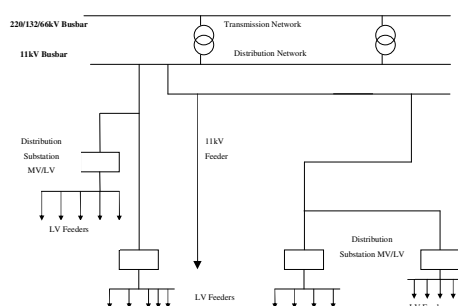 220/132/66kV Busbar
Transmission Network
11kV Busbar
Distribution Network
Distribution
Substation
MV/LV
11kV
Feeder
LV Feeders
Distribution
Substation MV/LV
LV Feeders
LV